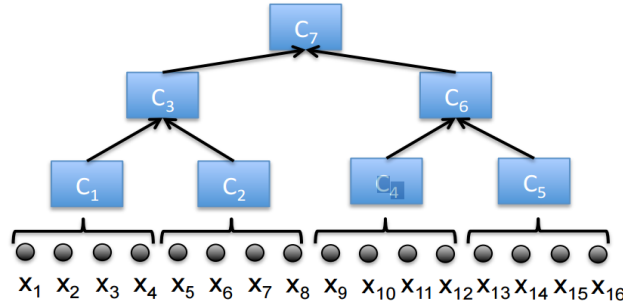 C₇
C₃ C₆
C₁ C₂ C₄ C₅
x₁ x₂ x₃ x₄ x₅ x₆ x₇ x₈ x₉ x₁₀ x₁₁ x₁₂ x₁₃ x₁₄ x₁₅ x₁₆